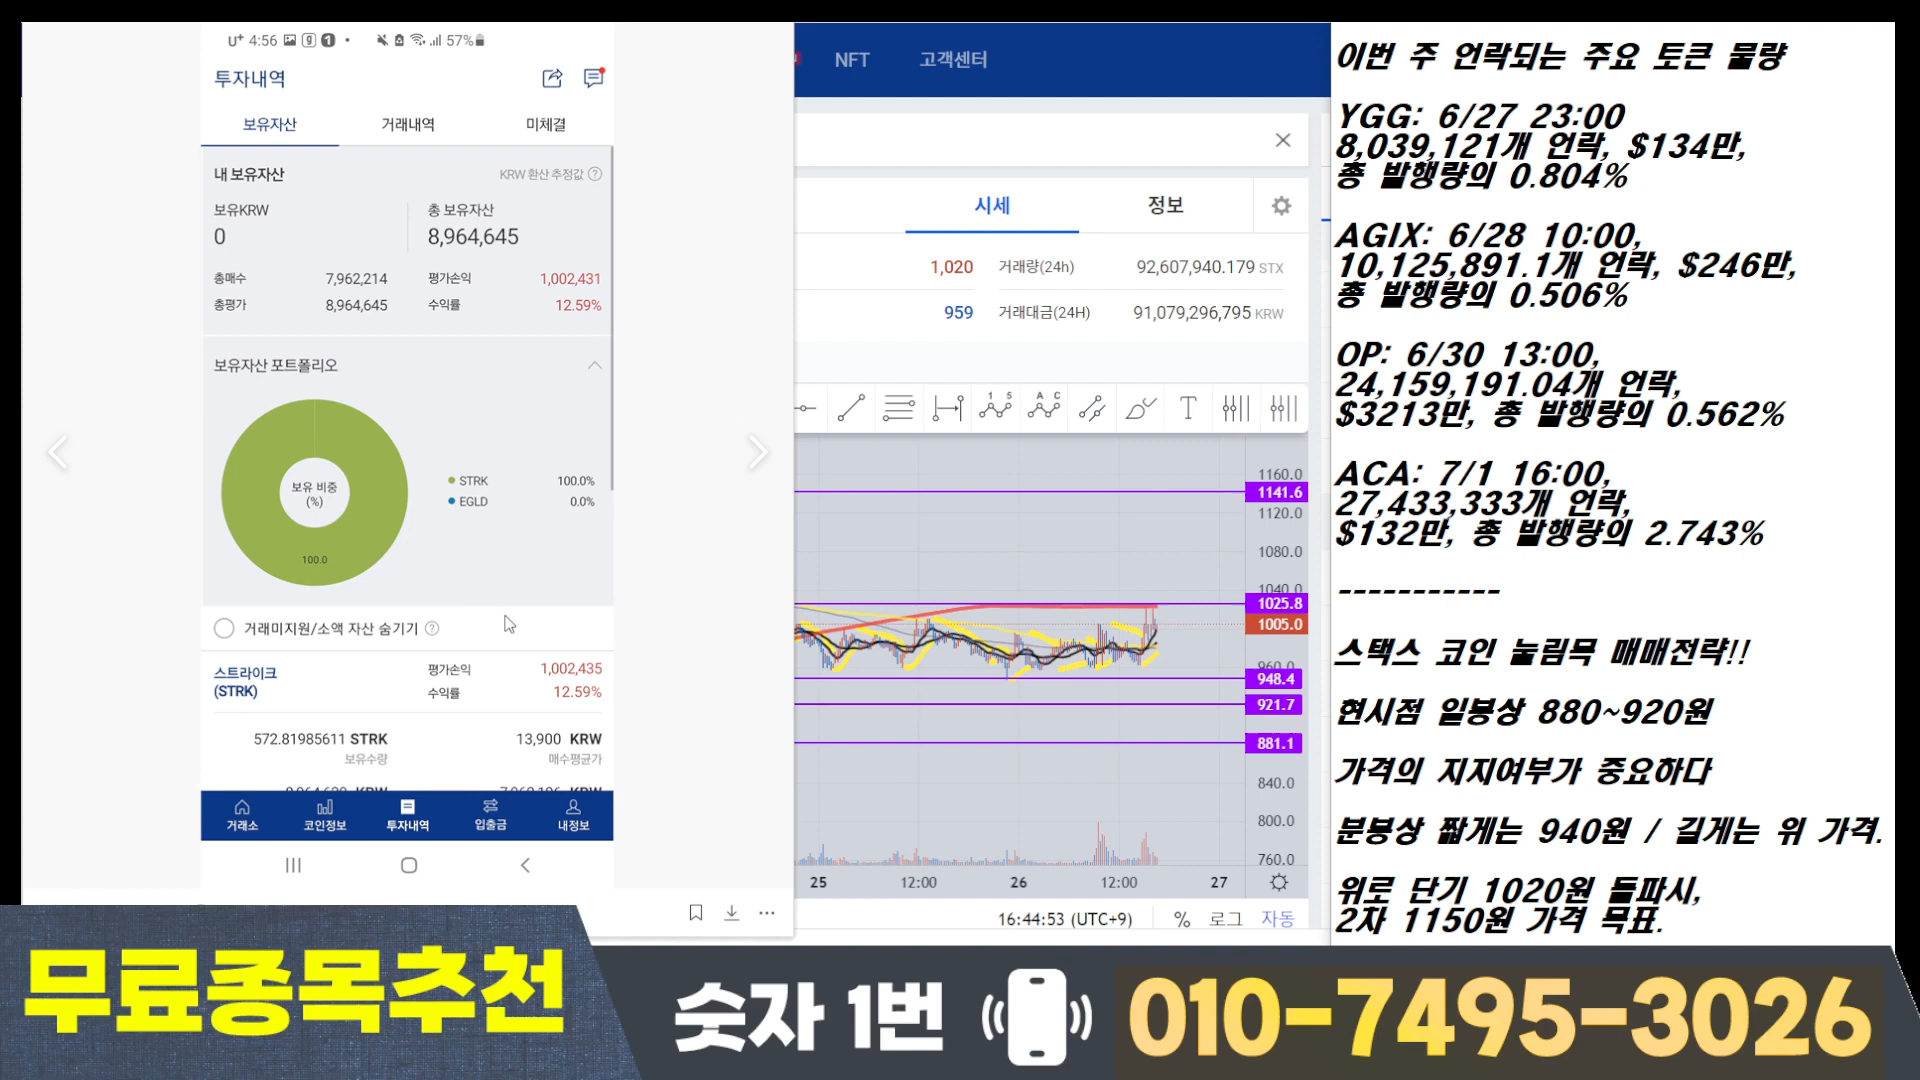 U+ 4:56 57%
투자내역
보유자산 거래내역 미체결
내 보유자산 KRW 환산 추정값
보유KRW 총 보유자산
0 8,964,645
총매수 7,962,214 평가손익 1,002,431
총평가 8,964,645 수익률 12.59%
보유자산 포트폴리오
보유 비중
(%)
100.0
STRK 100.0%
EGLD 0.0%
거래미지원/소액 자산 숨기기
스트라이크 평가손익 1,002,435
(STRK) 수익률 12.59%
572.81985611 STRK 13,900 KRW
보유수량 매수평균가
거래소 코인정보 투자내역 입출금 내정보
NFT 고객센터
시세 정보
1,020 거래량(24h) 92,607,940.179 STX
959 거래대금(24H) 91,079,296,795 KRW
1160.0
1141.6
1120.0
1080.0
1040.0
1025.8
1005.0
960.0
948.4
921.7
881.1
840.0
800.0
760.0
25 12:00 26 12:00 27
16:44:53 (UTC+9) % 로그 자동
이번 주 언락되는 주요 토큰 물량
YGG: 6/27 23:00
8,039,121개 언락, $134만,
총 발행량의 0.804%
AGIX: 6/28 10:00,
10,125,891.1개 언락, $246만,
총 발행량의 0.506%
OP: 6/30 13:00,
24,159,191.04개 언락,
$3213만, 총 발행량의 0.562%
ACA: 7/1 16:00,
27,433,333개 언락,
$132만, 총 발행량의 2.743%
-----------
스택스 코인 눌림목 매매전략!!
현시점 일봉상 880~920원
가격의 지지여부가 중요하다
분봉상 짧게는 940원 / 길게는 위 가격.
위로 단기 1020원 돌파시,
2차 1150원 가격 목표.
무료종목추천
숫자 1번 010-7495-3026